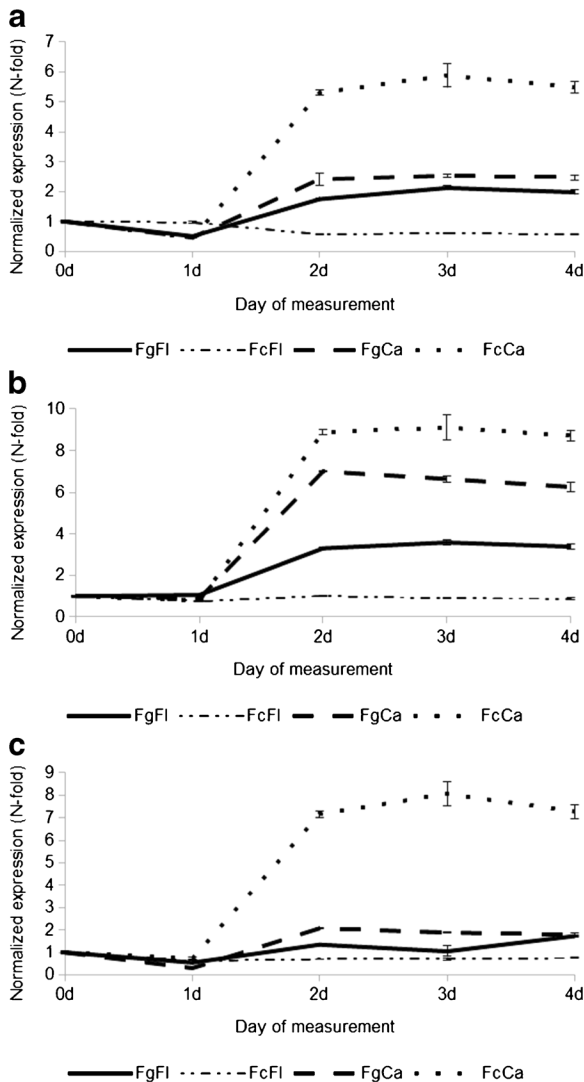 a
Normalized expression (N-fold)
7
6
5
4
3
2
1
0
0d 1d 2d 3d 4d
Day of measurement
FgFl FcFl FgCa FcCa
b
Normalized expression (N-fold)
10
8
6
4
2
0
0d 1d 2d 3d 4d
Day of measurement
FgFl FcFl FgCa FcCa
c
Normalized expression (N-fold)
9
8
7
6
5
4
3
2
1
0
0d 1d 2d 3d 4d
Day of measurement
FgFl FcFl FgCa FcCa